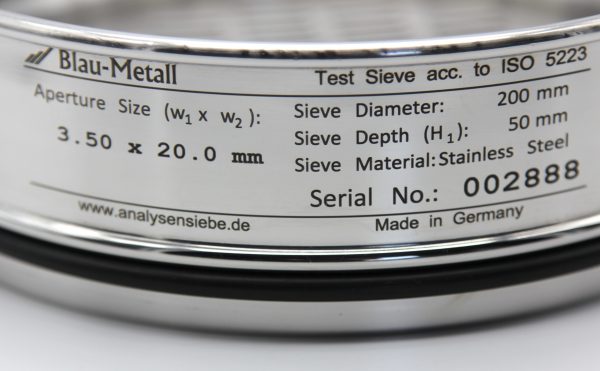 Blau-Metall
Test Sieve acc. to ISO 5223
Aperture Size (w₁ x w₂):
3.50 x 20.0 mm
Sieve Diameter: 200 mm
Sieve Depth (H₁): 50 mm
Sieve Material: Stainless Steel
Serial No.: 002888
www.analysensiebe.de
Made in Germany